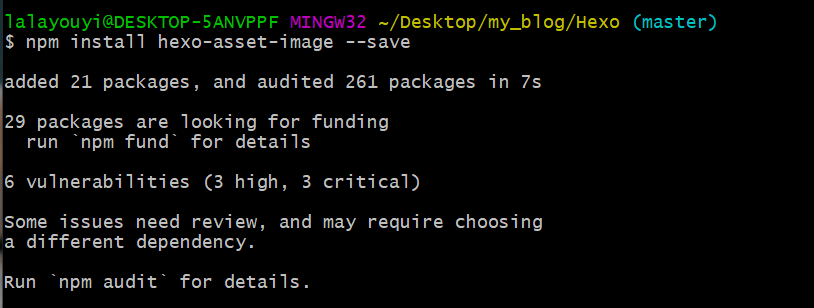 lalayouyi@DESKTOP-5ANVPPF MINGW32 ~/Desktop/my_blog/Hexo (master)
$ npm install hexo-asset-image --save
added 21 packages, and audited 261 packages in 7s
29 packages are looking for funding
  run `npm fund` for details
6 vulnerabilities (3 high, 3 critical)
Some issues need review, and may require choosing
a different dependency.
Run `npm audit` for details.